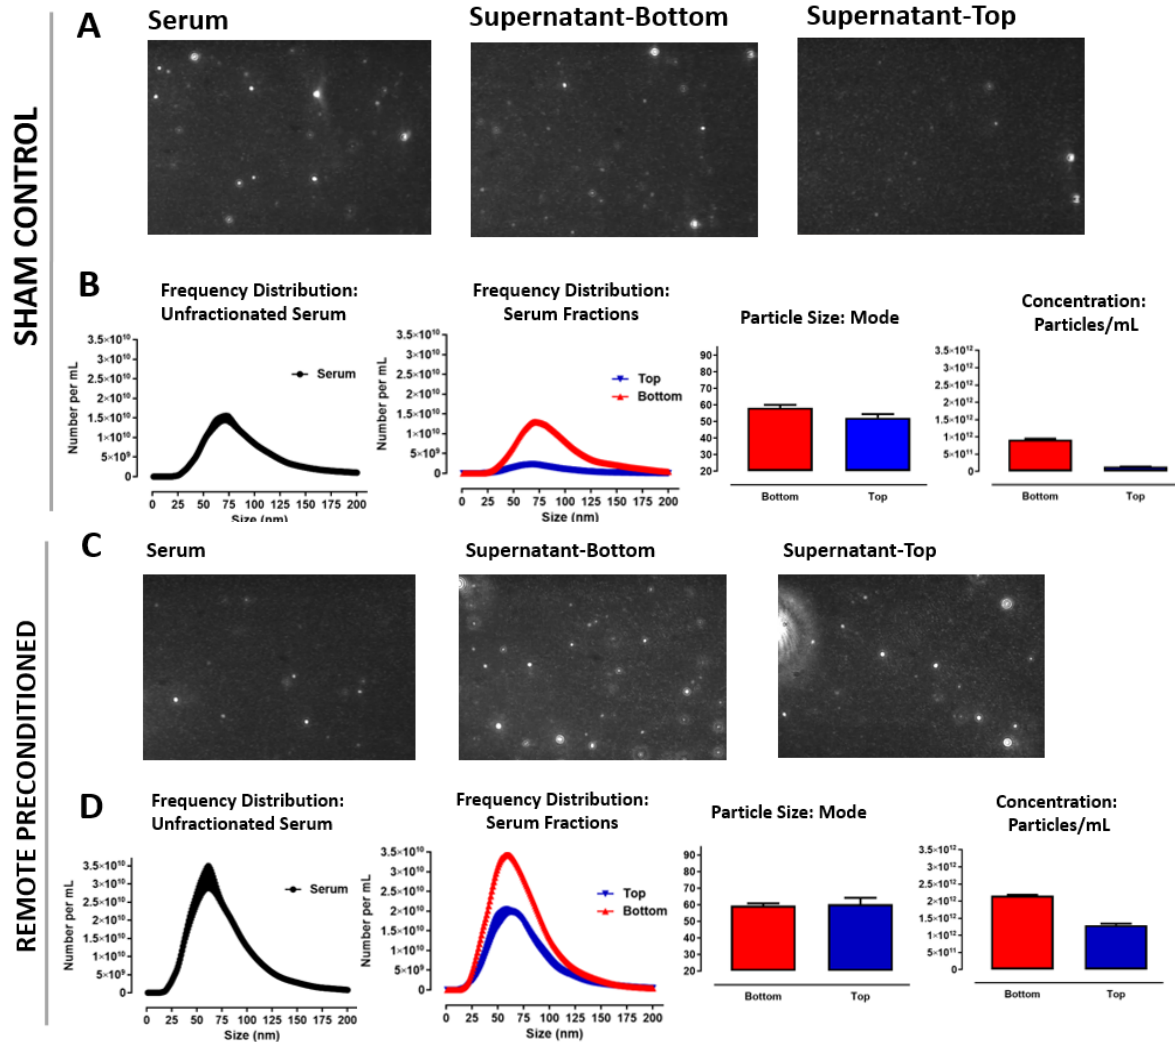 SHAM CONTROL
A
Serum
Supernatant-Bottom
Supernatant-Top
B
Frequency Distribution:
Unfractionated Serum
Number per mL
3.5×10¹⁰
3×10¹⁰
2.5×10¹⁰
2×10¹⁰
1.5×10¹⁰
1×10¹⁰
5×10⁹
0
Serum
0 25 50 75 100 125 150 175 200
Size (nm)
Frequency Distribution:
Serum Fractions
Number per mL
3.5×10¹⁰
3×10¹⁰
2.5×10¹⁰
2×10¹⁰
1.5×10¹⁰
1×10¹⁰
5×10⁹
0
Top
Bottom
0 25 50 75 100 125 150 175 200
Size (nm)
Particle Size: Mode
90
80
70
60
50
40
30
20
Bottom Top
Concentration:
Particles/mL
3.5×10¹²
3×10¹²
2.5×10¹²
2×10¹²
1.5×10¹²
1×10¹²
5×10¹¹
0
Bottom Top
REMOTE PRECONDITIONED
C
Serum
Supernatant-Bottom
Supernatant-Top
D
Frequency Distribution:
Unfractionated Serum
Number per mL
3.5×10¹⁰
3×10¹⁰
2.5×10¹⁰
2×10¹⁰
1.5×10¹⁰
1×10¹⁰
5×10⁹
0
Serum
0 25 50 75 100 125 150 175 200
Size (nm)
Frequency Distribution:
Serum Fractions
Number per mL
3.5×10¹⁰
3×10¹⁰
2.5×10¹⁰
2×10¹⁰
1.5×10¹⁰
1×10¹⁰
5×10⁹
0
Top
Bottom
0 25 50 75 100 125 150 175 200
Size (nm)
Particle Size: Mode
90
80
70
60
50
40
30
20
Bottom Top
Concentration:
Particles/mL
3.5×10¹²
3×10¹²
2.5×10¹²
2×10¹²
1.5×10¹²
1×10¹²
5×10¹¹
0
Bottom Top